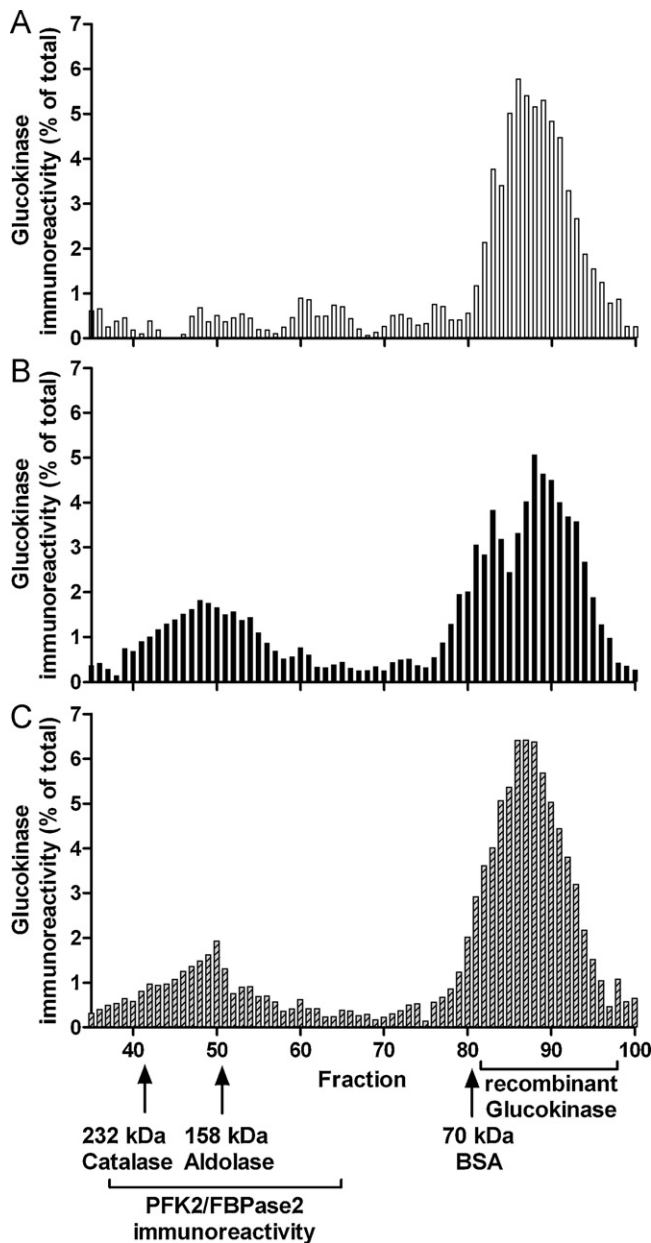 A
7
6
5
4
3
2
1
0
Glucokinase
immunoreactivity (% of total)
B
7
6
5
4
3
2
1
0
Glucokinase
immunoreactivity (% of total)
C
7
6
5
4
3
2
1
0
Glucokinase
immunoreactivity (% of total)
40 50 60 70 80 90 100
Fraction
recombinant
Glucokinase
232 kDa 158 kDa 70 kDa
Catalase Aldolase BSA
PFK2/FBPase2
immunoreactivity